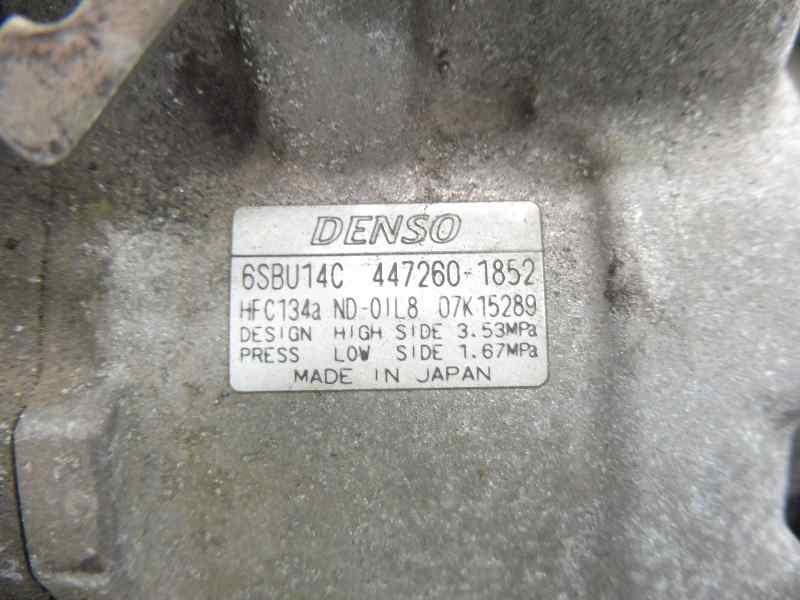 DENSO
6SBU14C 447260-1852
HFC134a ND-OIL8 07K15289
DESIGN HIGH SIDE 3.53MPa
PRESS LOW SIDE 1.67MPa
MADE IN JAPAN